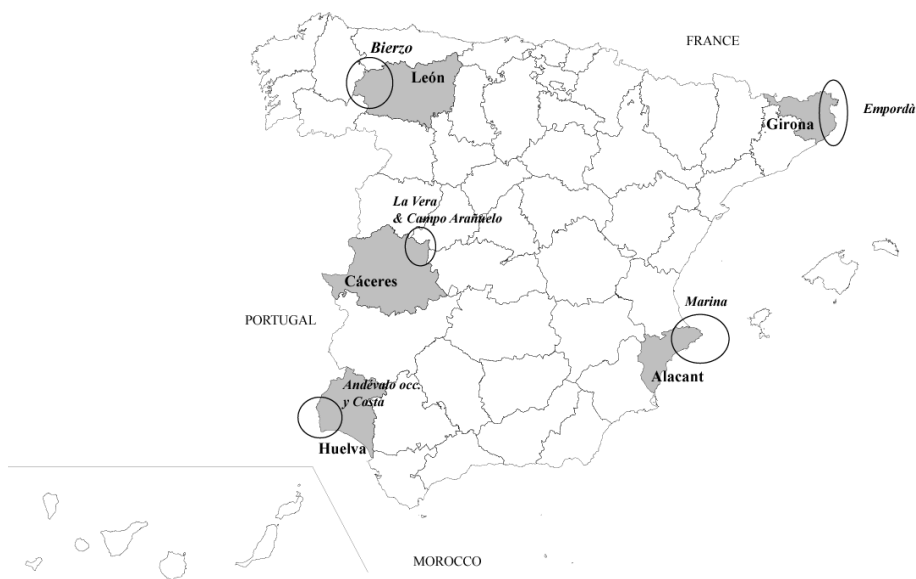 FRANCE
Bierzo
León
Empordà
Girona
La Vera
& Campo Arañuelo
Cáceres
Marina
PORTUGAL
Alacant
Andévalo occ.
y Costa
Huelva
MOROCCO